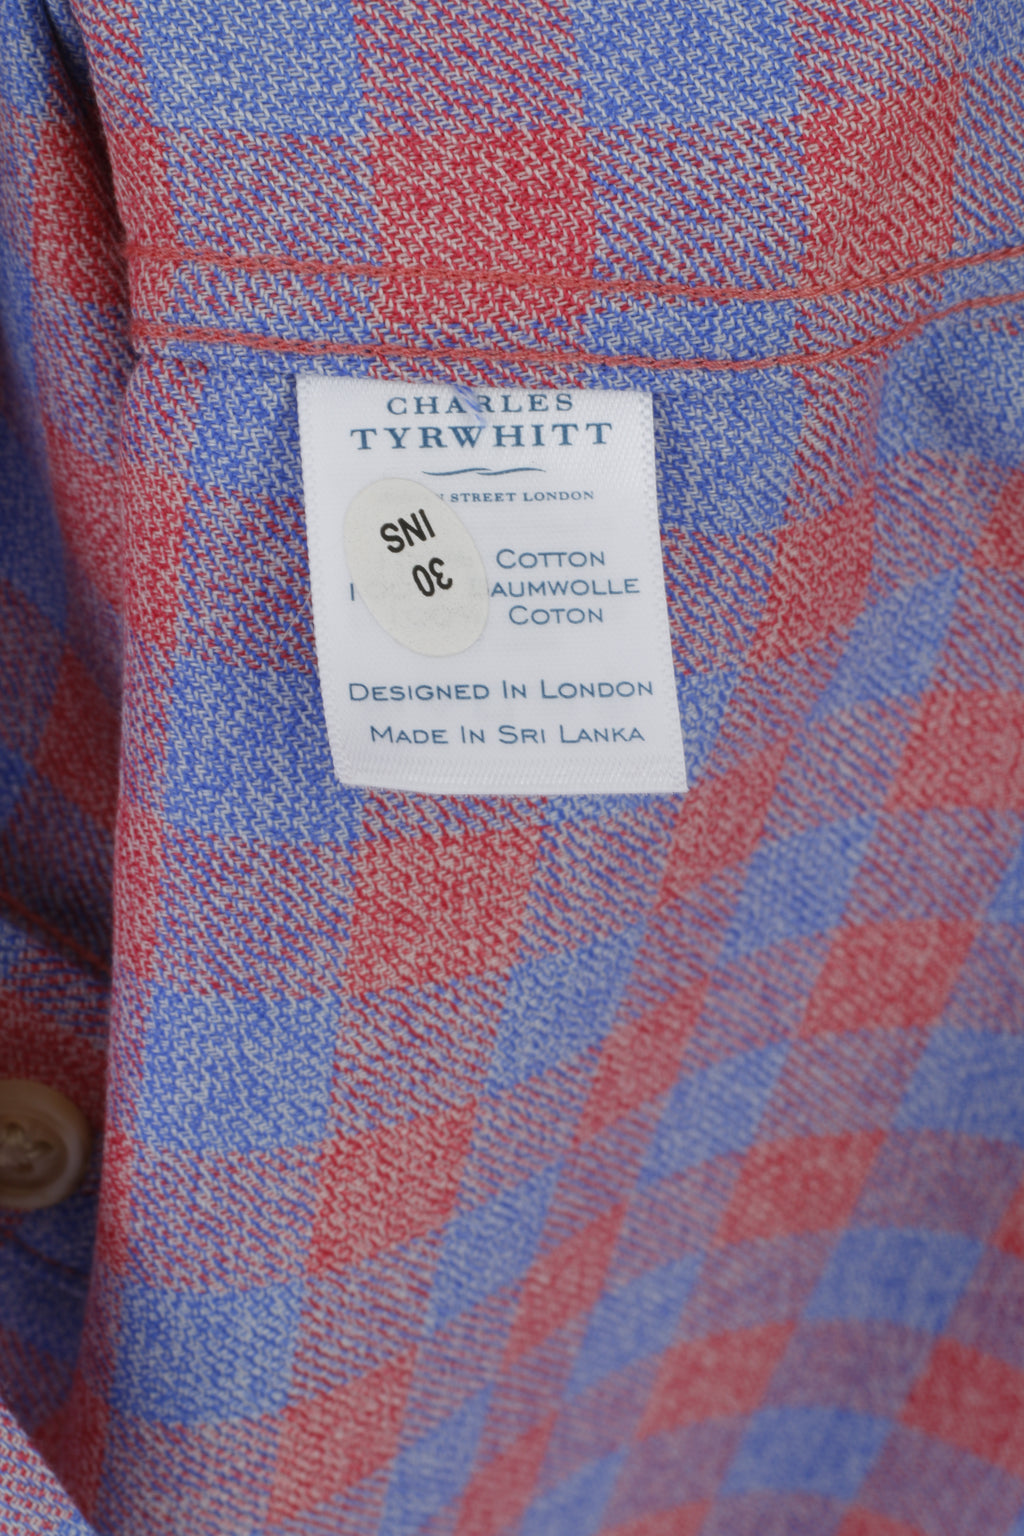 CHARLES
TYRWHITT
STREET LONDON
INS
30
COTTON
COTON
DESIGNED IN LONDON
MADE IN SRI LANKA